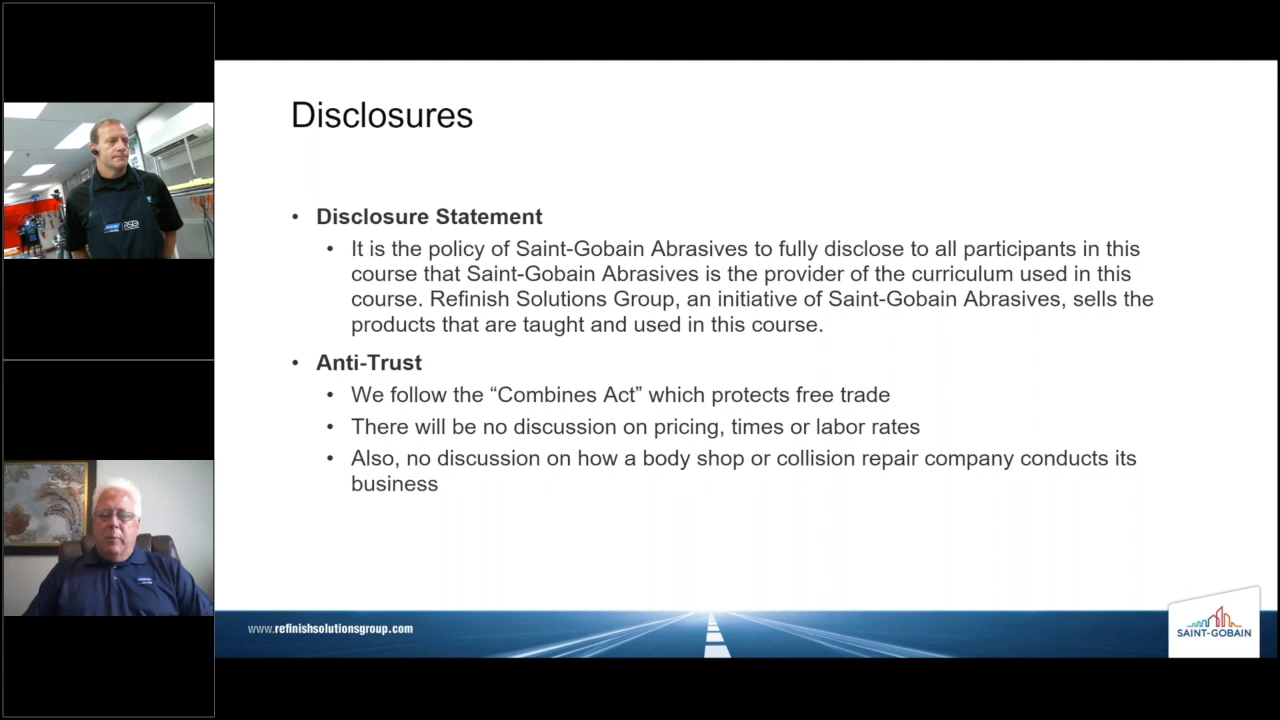 Disclosures
• Disclosure Statement
• It is the policy of Saint-Gobain Abrasives to fully disclose to all participants in this
course that Saint-Gobain Abrasives is the provider of the curriculum used in this
course. Refinish Solutions Group, an initiative of Saint-Gobain Abrasives, sells the
products that are taught and used in this course.
• Anti-Trust
• We follow the “Combines Act” which protects free trade
• There will be no discussion on pricing, times or labor rates
• Also, no discussion on how a body shop or collision repair company conducts its
business
www.refinishsolutionsgroup.com
SAINT-GOBAIN